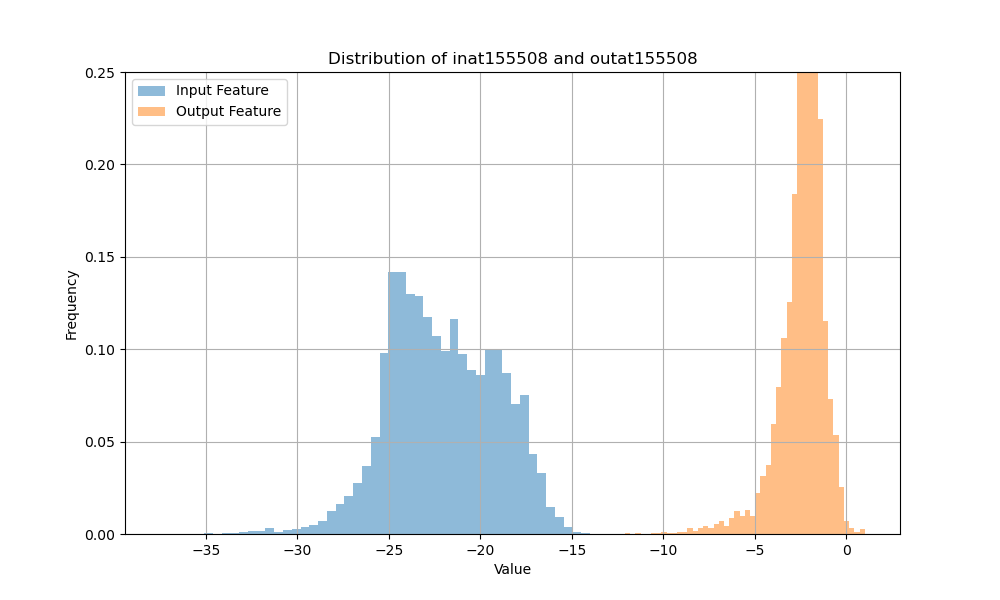 Distribution of inat155508 and outat155508
Input Feature
Output Feature
Frequency
0.25
0.20
0.15
0.10
0.05
0.00
−35 −30 −25 −20 −15 −10 −5 0
Value